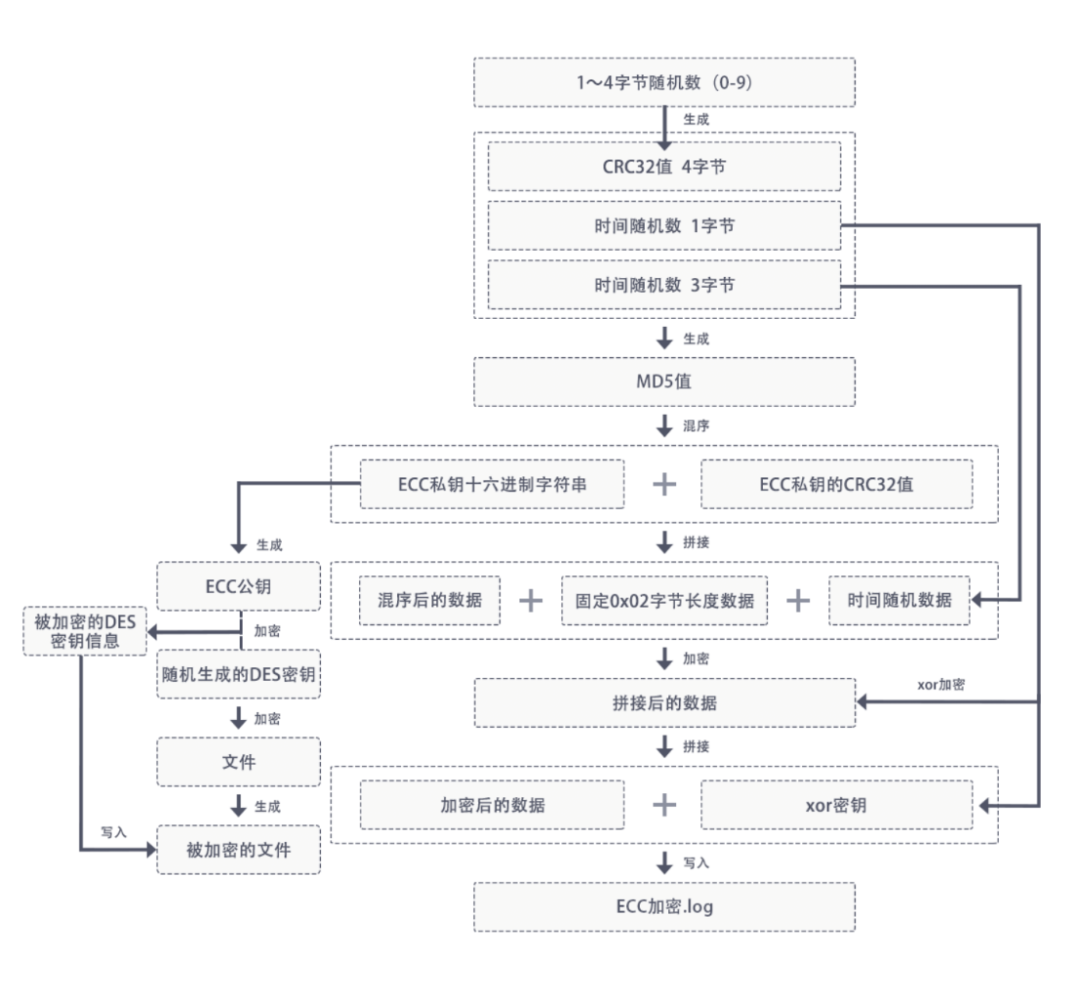 1～4字节随机数（0-9）
生成
CRC32值 4字节
时间随机数 1字节
时间随机数 3字节
生成
MD5值
混序
ECC私钥十六进制字符串
+
ECC私钥的CRC32值
生成
拼接
ECC公钥
混序后的数据
+
固定0x02字节长度数据
+
时间随机数据
被加密的DES
密钥信息
加密
加密
随机生成的DES密钥
xor加密
拼接后的数据
加密
拼接
文件
加密后的数据
+
xor密钥
生成
写入
被加密的文件
写入
ECC加密.log